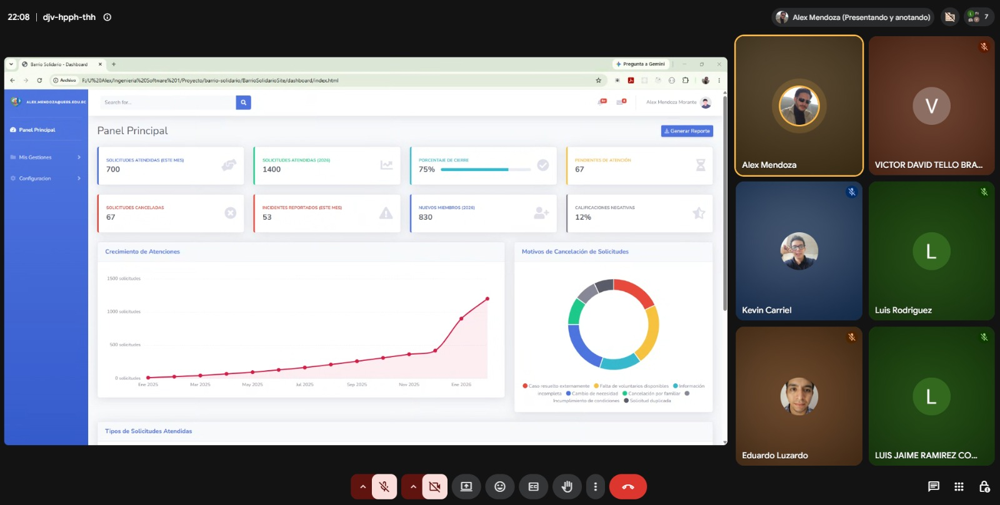 22:08 | djv-hpph-thh
Alex Mendoza (Presentando y anotando)
7
Barrio Solidario - Dashboard
Pregunta a Gemini
Archivo F:/U%20Alex/Ingenieria%20Software%201/Proyecto/barrio-solidario/BarrioSolidarioSite/dashboard/index.html
ALEX.MENDOZA@UEES.EDU.EC
Search for...
Alex Mendoza Morante
Panel Principal
Mis Gestiones
Configuracion
Panel Principal
Generar Reporte
SOLICITUDES ATENDIDAS (ESTE MES)
700
SOLICITUDES ATENDIDAS (2026)
1400
PORCENTAJE DE CIERRE
75%
PENDIENTES DE ATENCIÓN
67
SOLICITUDES CANCELADAS
67
INCIDENTES REPORTADOS (ESTE MES)
53
NUEVOS MIEMBROS (2026)
830
CALIFICACIONES NEGATIVAS
12%
Crecimiento de Atenciones
1500 solicitudes
1000 solicitudes
500 solicitudes
0 solicitudes
Ene 2025 Mar 2025 May 2025 Jul 2025 Sep 2025 Nov 2025 Ene 2026
Motivos de Cancelación de Solicitudes
Caso resuelto externamente Falta de voluntarios disponibles Información
incompleta Cambio de necesidad Cancelación por familiar
Incumplimiento de condiciones Solicitud duplicada
Tipos de Solicitudes Atendidas
Alex Mendoza
V
VICTOR DAVID TELLO BRA...
Kevin Carriel
L
Luis Rodriguez
Eduardo Luzardo
L
LUIS JAIME RAMIREZ CO...